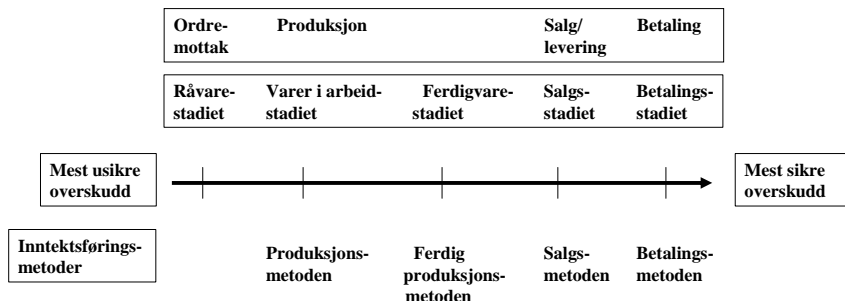 Ordre-
mottak
Produksjon
Salg/
levering
Betaling
Råvare-
stadiet
Varer i arbeid-
stadiet
Ferdigvare-
stadiet
Salgs-
stadiet
Betalings-
stadiet
Mest usikre
overskudd
Mest sikre
overskudd
Inntektsførings-
metoder
Produksjons-
metoden
Ferdig
produksjons-
metoden
Salgs-
metoden
Betalings-
metoden